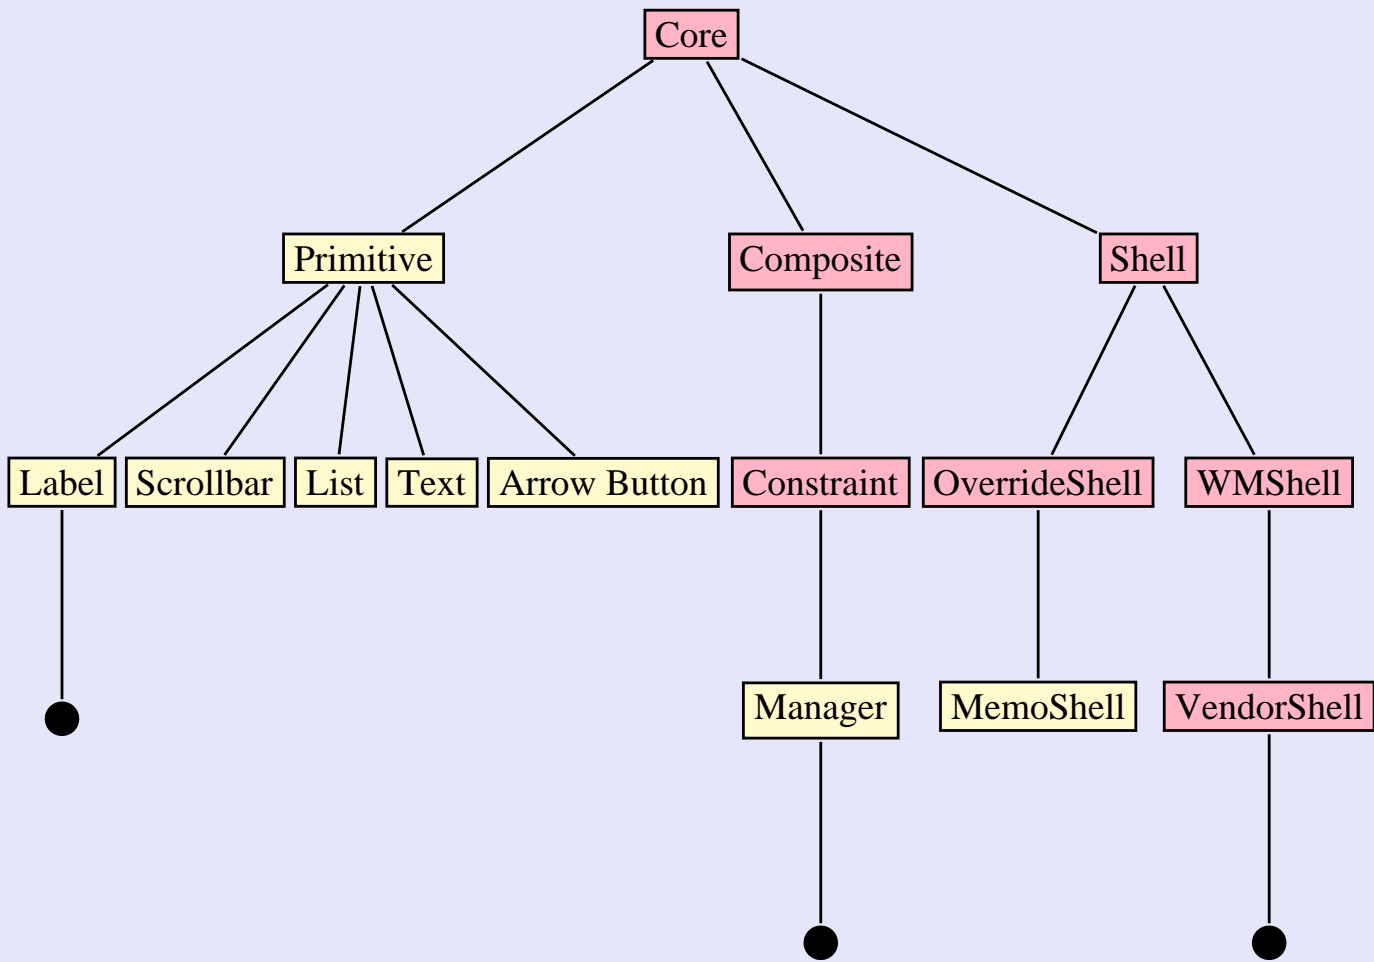 Core
Primitive
Composite
Shell
Label
Scrollbar
List
Text
Arrow Button
Constraint
OverrideShell
WMShell
Manager
MemoShell
VendorShell